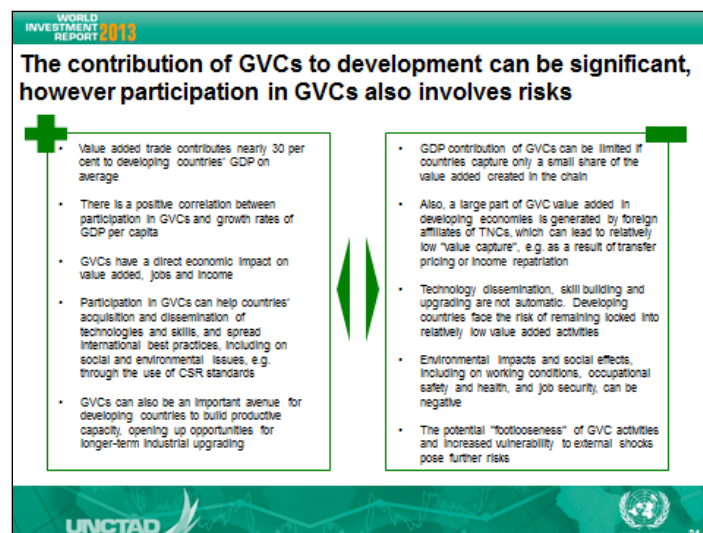 WORLD
INVESTMENT
REPORT 2013
The contribution of GVCs to development can be significant,
however participation in GVCs also involves risks
• Value added trade contributes nearly 30 per
cent to developing countries' GDP on
average
• There is a positive correlation between
participation in GVCs and growth rates of
GDP per capita
• GVCs have a direct economic impact on
value added, jobs and income
• Participation in GVCs can help countries'
acquisition and dissemination of
technologies and skills, and spread
international best practices, including on
social and environmental issues, e.g.
through the use of CSR standards
• GVCs can also be an important avenue for
developing countries to build productive
capacity, opening up opportunities for
longer-term industrial upgrading
• GDP contribution of GVCs can be limited if
countries capture only a small share of the
value added created in the chain
• Also, a large part of GVC value added in
developing economies is generated by foreign
affiliates of TNCs, which can lead to relatively
low "value capture", e.g. as a result of transfer
pricing or income repatriation
• Technology dissemination, skill building and
upgrading are not automatic. Developing
countries face the risk of remaining locked into
relatively low value added activities
• Environmental impacts and social effects,
including on working conditions, occupational
safety and health, and job security, can be
negative
• The potential "footlooseness" of GVC activities
and increased vulnerability to external shocks
pose further risks
UNCTAD